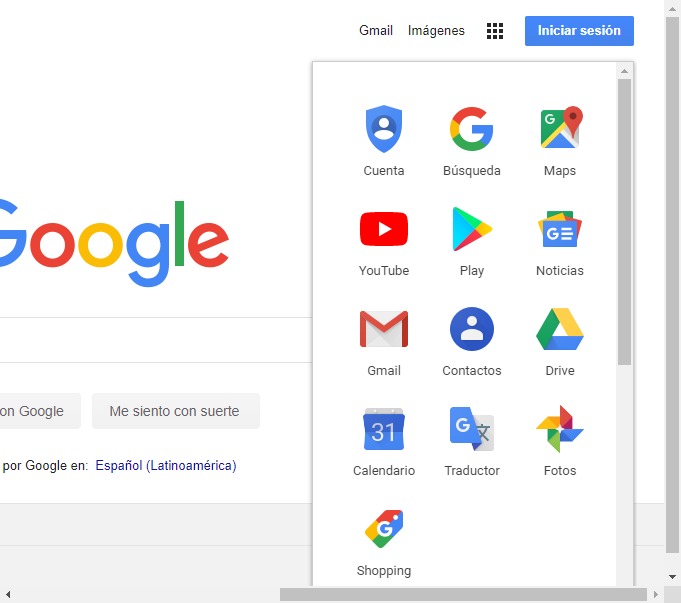 Gmail Imágenes Iniciar sesión
Google
Cuenta Búsqueda Maps
YouTube Play Noticias
Gmail Contactos Drive
31
Calendario Traductor Fotos
Shopping
on Google Me siento con suerte
por Google en: Español (Latinoamérica)